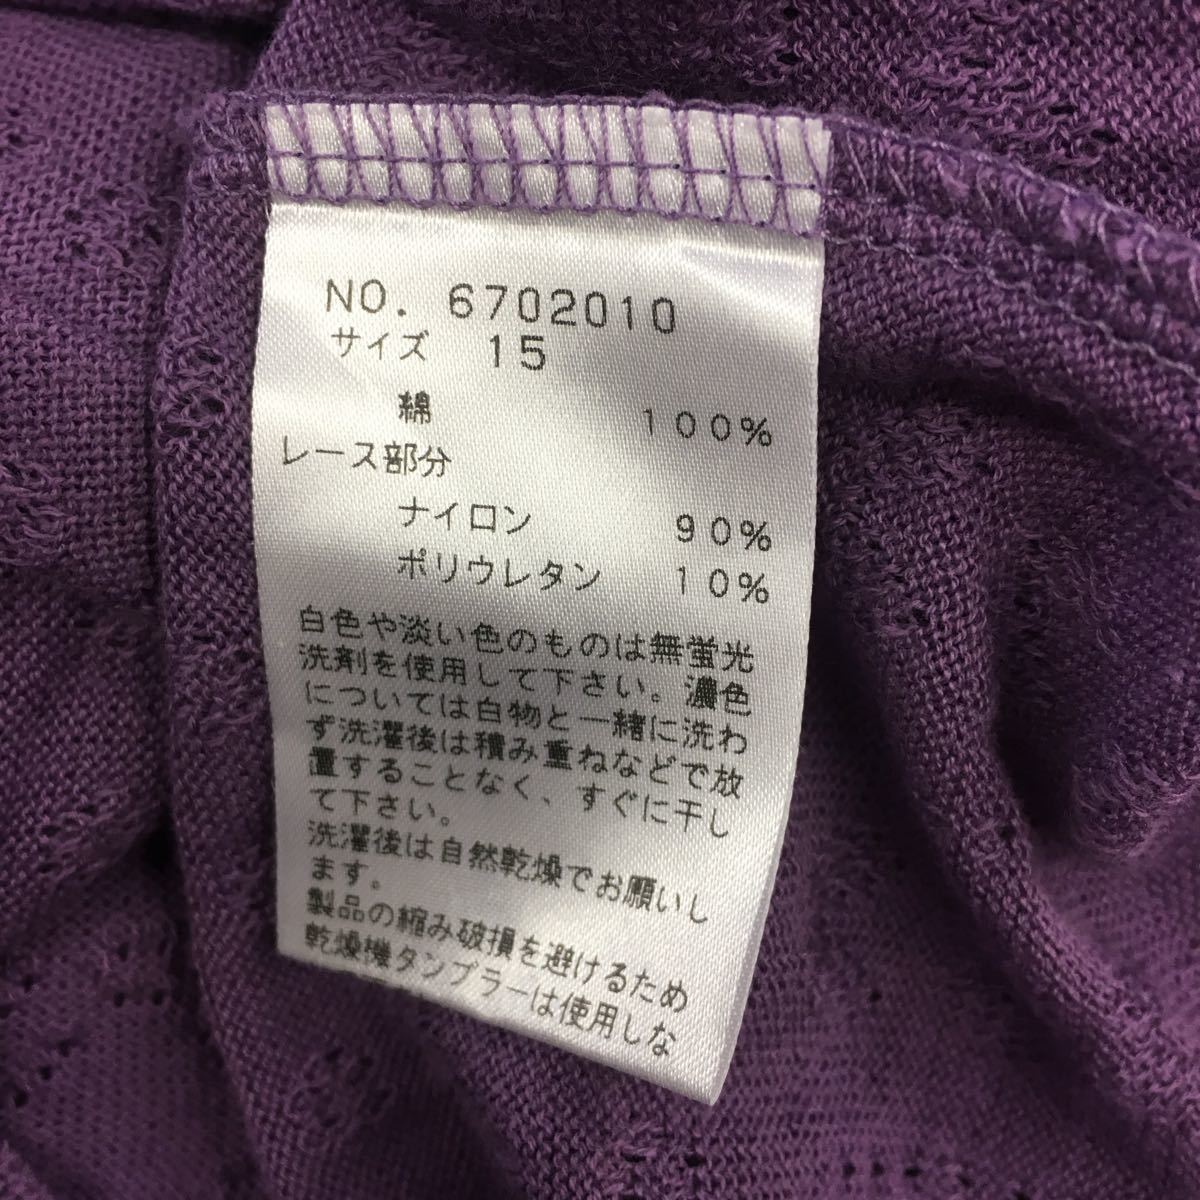 NO. 6702010
サイズ 15
綿 100%
レース部分
ナイロン 90%
ポリウレタン 10%
白色や淡い色のものは無蛍光
洗剤を使用して下さい。濃色
については白物と一緒に洗わ
ず洗濯後は積み重ねなどで放
置することなく、すぐに干し
て下さい。
洗濯後は自然乾燥でお願いし
ます。
製品の縮み破損を避けるため
乾燥機タンブラーは使用しな